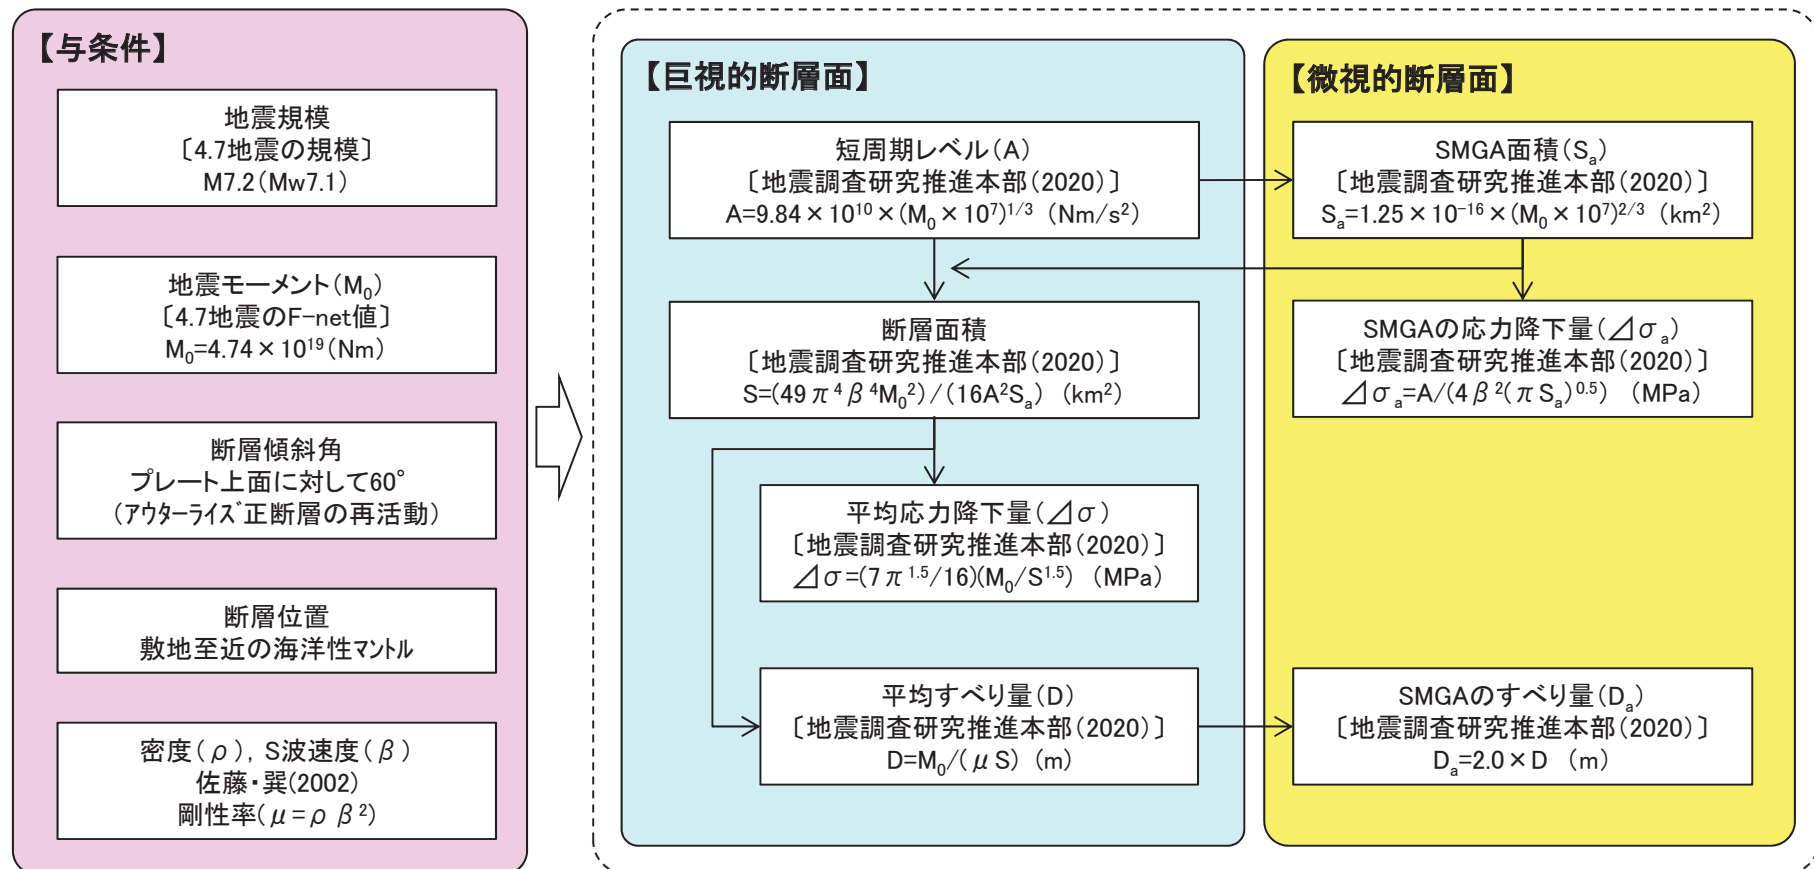 【与条件】
地震規模
〔4.7地震の規模〕
M7.2(Mw7.1)
地震モーメント(M₀)
〔4.7地震のF-net値〕
M₀=4.74×10¹⁹(Nm)
断層傾斜角
プレート上面に対して60°
(アウターライズ正断層の再活動)
断層位置
敷地至近の海洋性マントル
密度(ρ), S波速度(β)
佐藤・巽(2002)
剛性率(μ=ρβ²)
【巨視的断層面】
短周期レベル(A)
〔地震調査研究推進本部(2020)〕
A=9.84×10¹⁰×(M₀×10⁷)¹ᐟ³ (Nm/s²)
断層面積
〔地震調査研究推進本部(2020)〕
S=(49π⁴β⁴M₀²)/(16A²Sₐ) (km²)
平均応力降下量(⊿σ)
〔地震調査研究推進本部(2020)〕
⊿σ=(7π^1.5/16)(M₀/S^1.5) (MPa)
平均すべり量(D)
〔地震調査研究推進本部(2020)〕
D=M₀/(μS) (m)
【微視的断層面】
SMGA面積(Sₐ)
〔地震調査研究推進本部(2020)〕
Sₐ=1.25×10⁻¹⁶×(M₀×10⁷)²ᐟ³ (km²)
SMGAの応力降下量(⊿σₐ)
〔地震調査研究推進本部(2020)〕
⊿σₐ=A/(4β²(πSₐ)^0.5) (MPa)
SMGAのすべり量(Dₐ)
〔地震調査研究推進本部(2020)〕
Dₐ=2.0×D (m)